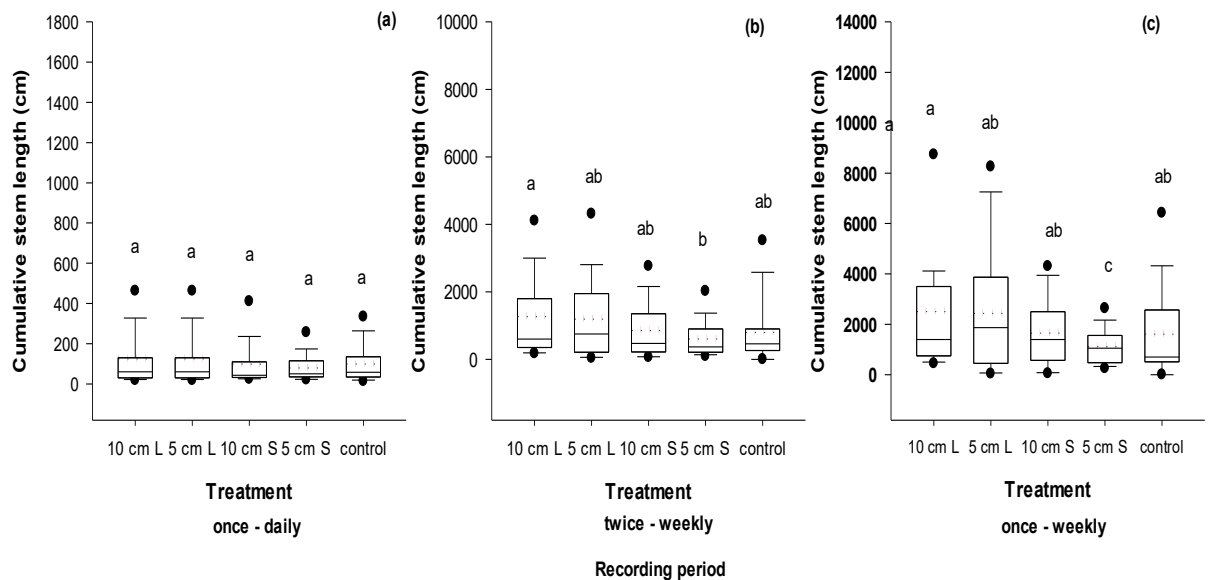 (a)
Cumulative stem length (cm)
1800
1600
1400
1200
1000
800
600
400
200
0
a a a a a
10 cm L 5 cm L 10 cm S 5 cm S control
Treatment
once - daily
(b)
Cumulative stem length (cm)
10000
8000
6000
4000
2000
0
a ab ab b ab
10 cm L 5 cm L 10 cm S 5 cm S control
Treatment
twice - weekly
(c)
Cumulative stem length (cm)
14000
12000
10000
8000
6000
4000
2000
0
a
a ab ab c ab
10 cm L 5 cm L 10 cm S 5 cm S control
Treatment
once - weekly
Recording period